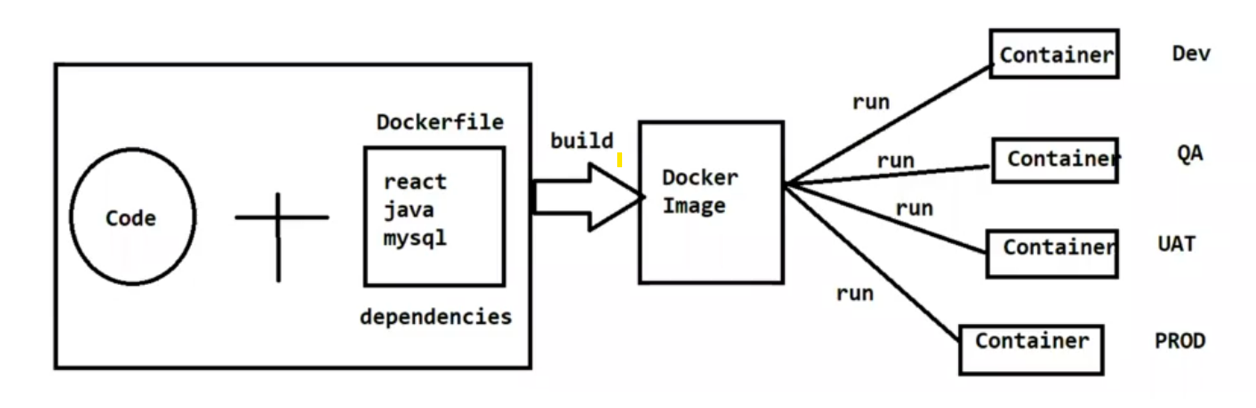 Code
Dockerfile
react
java
mysql
dependencies
build
Docker
Image
run
run
run
run
Container
Dev
Container
QA
Container
UAT
Container
PROD